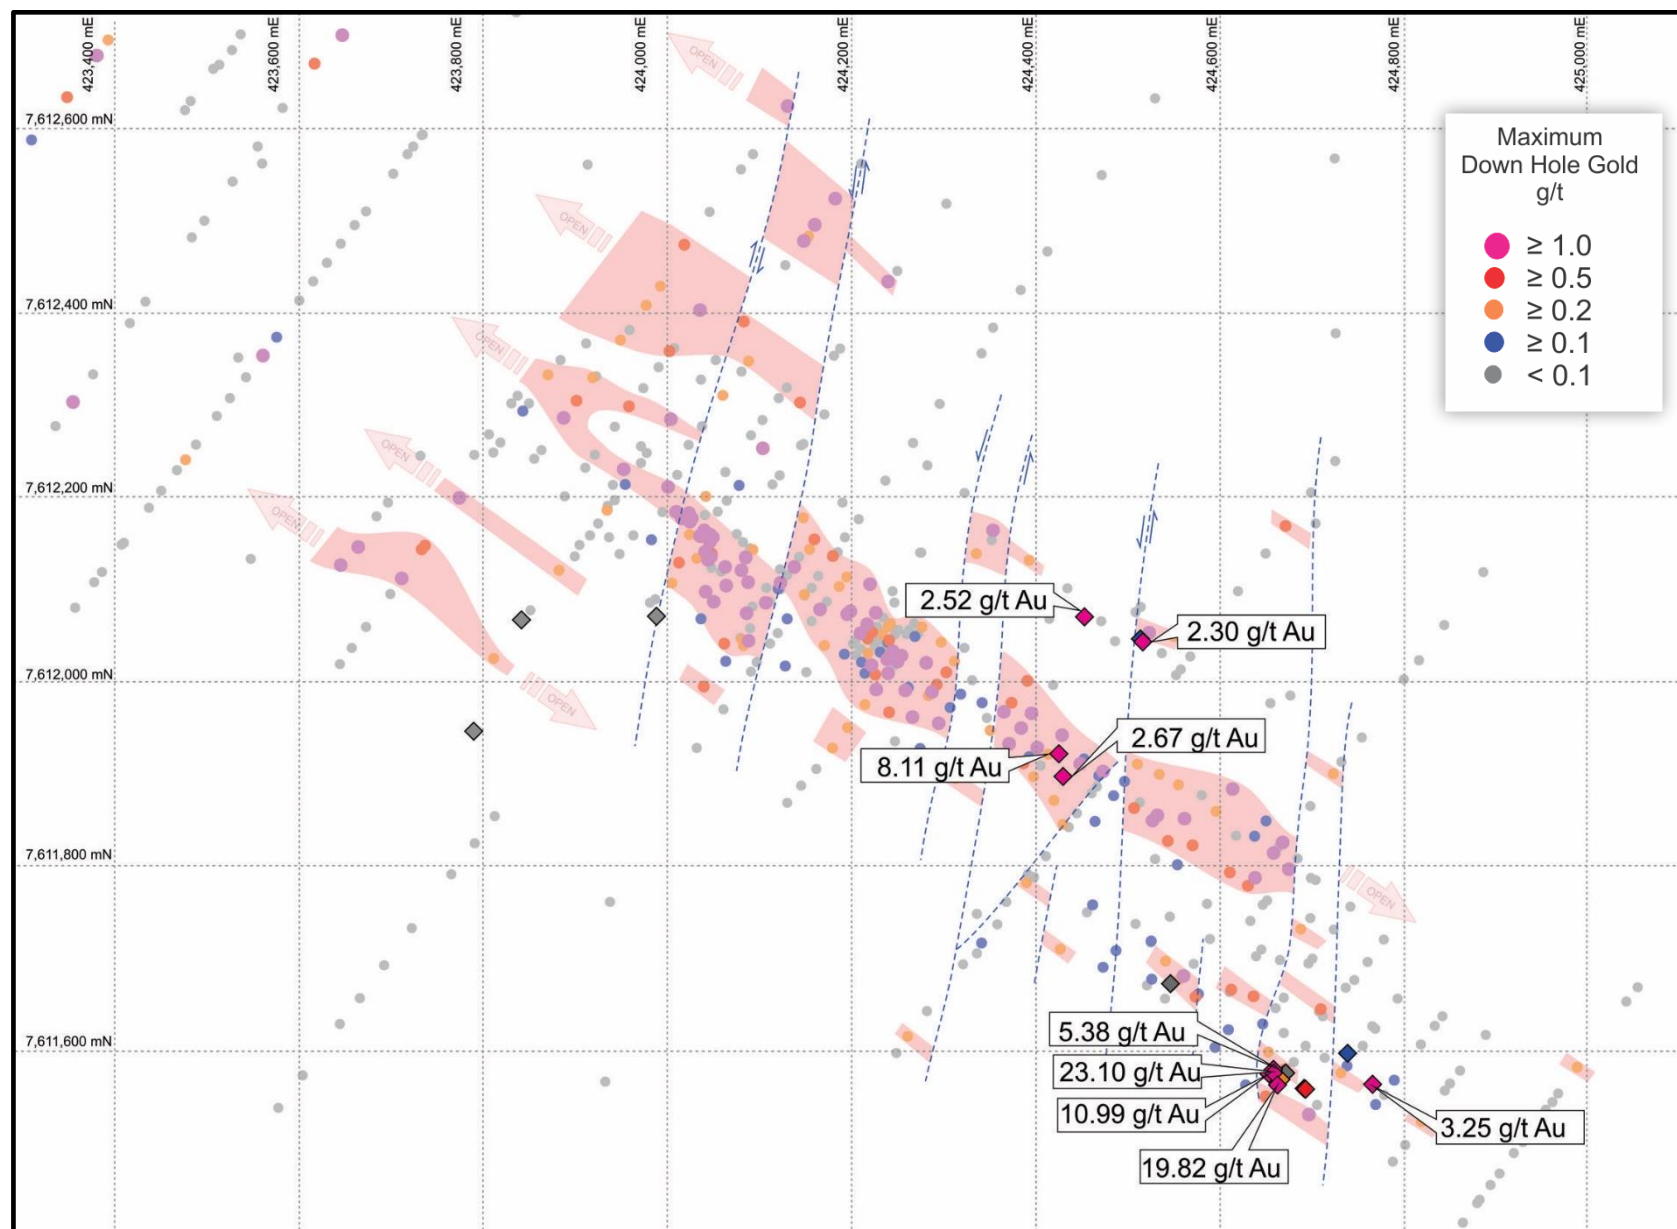 423,400 mE
423,600 mE
423,800 mE
424,000 mE
424,200 mE
424,400 mE
424,600 mE
424,800 mE
425,000 mE
OPEN
7,612,600 mN
Maximum
Down Hole Gold
g/t
≥ 1.0
≥ 0.5
≥ 0.2
≥ 0.1
< 0.1
OPEN
7,612,400 mN
OPEN
OPEN
7,612,200 mN
OPEN
2.52 g/t Au
2.30 g/t Au
7,612,000 mN
OPEN
2.67 g/t Au
8.11 g/t Au
7,611,800 mN
OPEN
5.38 g/t Au
7,611,600 mN
23.10 g/t Au
10.99 g/t Au
3.25 g/t Au
19.82 g/t Au